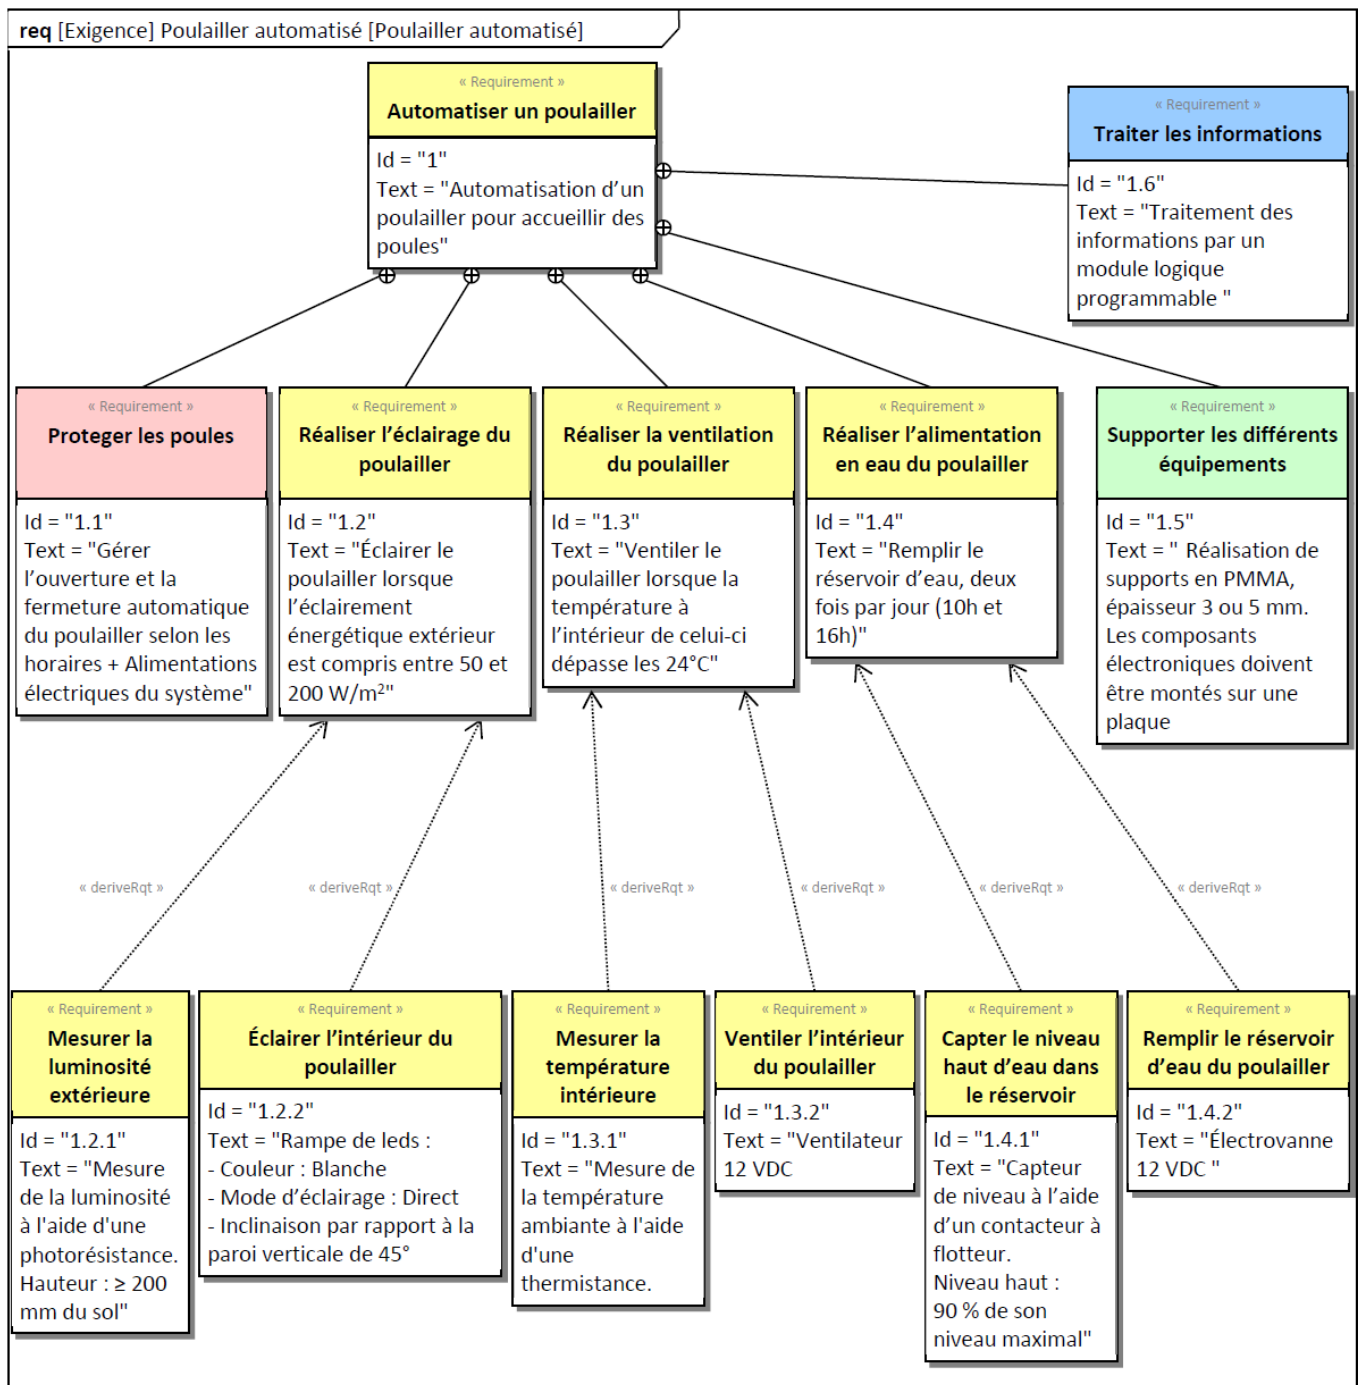 req [Exigence] Poulailler automatisé [Poulailler automatisé]
« Requirement »
Automatiser un poulailler
Id = "1"
Text = "Automatisation d’un
poulailler pour accueillir des
poules"
« Requirement »
Traiter les informations
Id = "1.6"
Text = "Traitement des
informations par un
module logique
programmable "
« Requirement »
Proteger les poules
Id = "1.1"
Text = "Gérer
l’ouverture et la
fermeture automatique
du poulailler selon les
horaires + Alimentations
électriques du système"
« Requirement »
Réaliser l’éclairage du
poulailler
Id = "1.2"
Text = "Éclairer le
poulailler lorsque
l’éclairement
énergétique extérieur
est compris entre 50 et
200 W/m²"
« Requirement »
Réaliser la ventilation
du poulailler
Id = "1.3"
Text = "Ventiler le
poulailler lorsque la
température à
l’intérieur de celui-ci
dépasse les 24°C"
« Requirement »
Réaliser l’alimentation
en eau du poulailler
Id = "1.4"
Text = "Remplir le
réservoir d’eau, deux
fois par jour (10h et
16h)"
« Requirement »
Supporter les différents
équipements
Id = "1.5"
Text = " Réalisation de
supports en PMMA,
épaisseur 3 ou 5 mm.
Les composants
électroniques doivent
être montés sur une
plaque
« deriveRqt »
« deriveRqt »
« deriveRqt »
« deriveRqt »
« deriveRqt »
« deriveRqt »
« Requirement »
Mesurer la
luminosité
extérieure
Id = "1.2.1"
Text = "Mesure
de la luminosité
à l'aide d'une
photorésistance.
Hauteur : ≥ 200
mm du sol"
« Requirement »
Éclairer l’intérieur du
poulailler
Id = "1.2.2"
Text = "Rampe de leds :
- Couleur : Blanche
- Mode d’éclairage : Direct
- Inclinaison par rapport à la
paroi verticale de 45°
« Requirement »
Mesurer la
température
intérieure
Id = "1.3.1"
Text = "Mesure de
la température
ambiante à l'aide
d'une
thermistance.
« Requirement »
Ventiler l’intérieur
du poulailler
Id = "1.3.2"
Text = "Ventilateur
12 VDC
« Requirement »
Capter le niveau
haut d’eau dans
le réservoir
Id = "1.4.1"
Text = "Capteur
de niveau à l’aide
d’un contacteur à
flotteur.
Niveau haut :
90 % de son
niveau maximal"
« Requirement »
Remplir le réservoir
d’eau du poulailler
Id = "1.4.2"
Text = "Électrovanne
12 VDC "